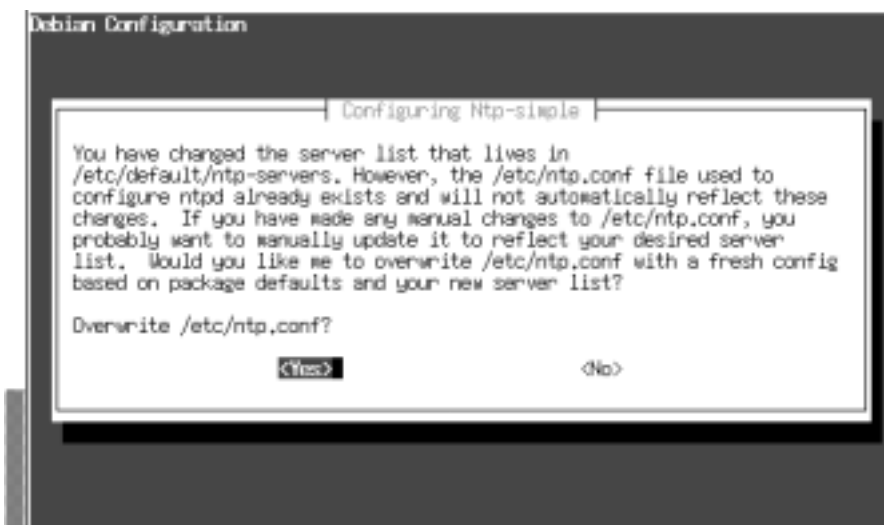 Debian Configuration
Configuring Ntp-simple
You have changed the server list that lives in
/etc/default/ntp-servers. However, the /etc/ntp.conf file used to
configure ntpd already exists and will not automatically reflect these
changes.  If you have made any manual changes to /etc/ntp.conf, you
probably want to manually update it to reflect your desired server
list.  Would you like me to overwrite /etc/ntp.conf with a fresh config
based on package defaults and your new server list?
Overwrite /etc/ntp.conf?
<Yes> <No>